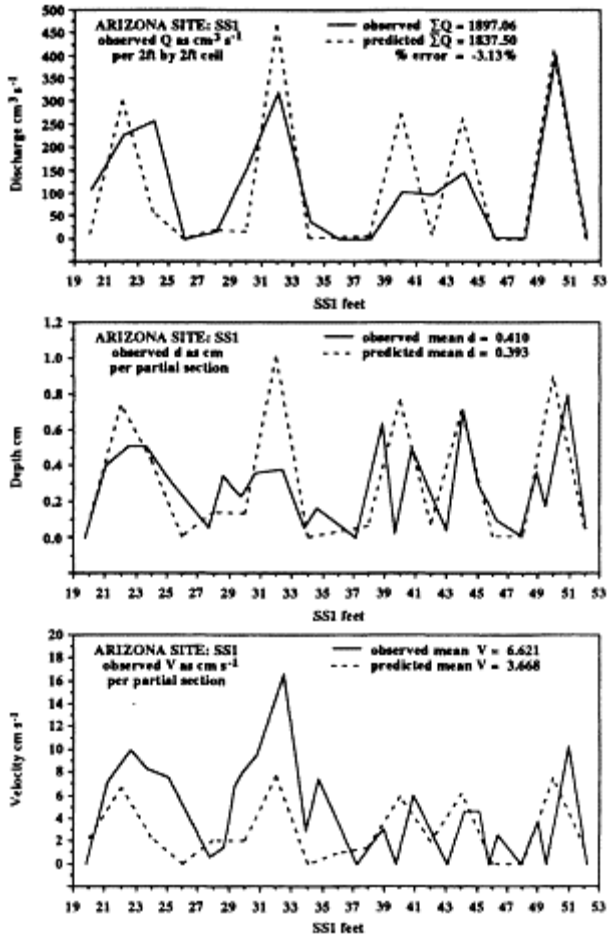 ARIZONA SITE: SS1
observed Q as cm³ s⁻¹
per 2ft by 2ft cell
observed ∑Q = 1897.06
predicted ∑Q = 1837.50
% error = -3.13%
Discharge cm³ s⁻¹
500
450
400
350
300
250
200
150
100
50
0
19 21 23 25 27 29 31 33 35 37 39 41 43 45 47 49 51 53
SS1 feet
ARIZONA SITE: SS1
observed d as cm
per partial section
observed mean d = 0.410
predicted mean d = 0.393
Depth cm
1.2
1.0
0.8
0.6
0.4
0.2
0.0
19 21 23 25 27 29 31 33 35 37 39 41 43 45 47 49 51 53
SS1 feet
ARIZONA SITE: SS1
observed V as cm s⁻¹
per partial section
observed mean V = 6.621
predicted mean V = 3.668
Velocity cm s⁻¹
20
18
16
14
12
10
8
6
4
2
0
19 21 23 25 27 29 31 33 35 37 39 41 43 45 47 49 51 53
SS1 feet